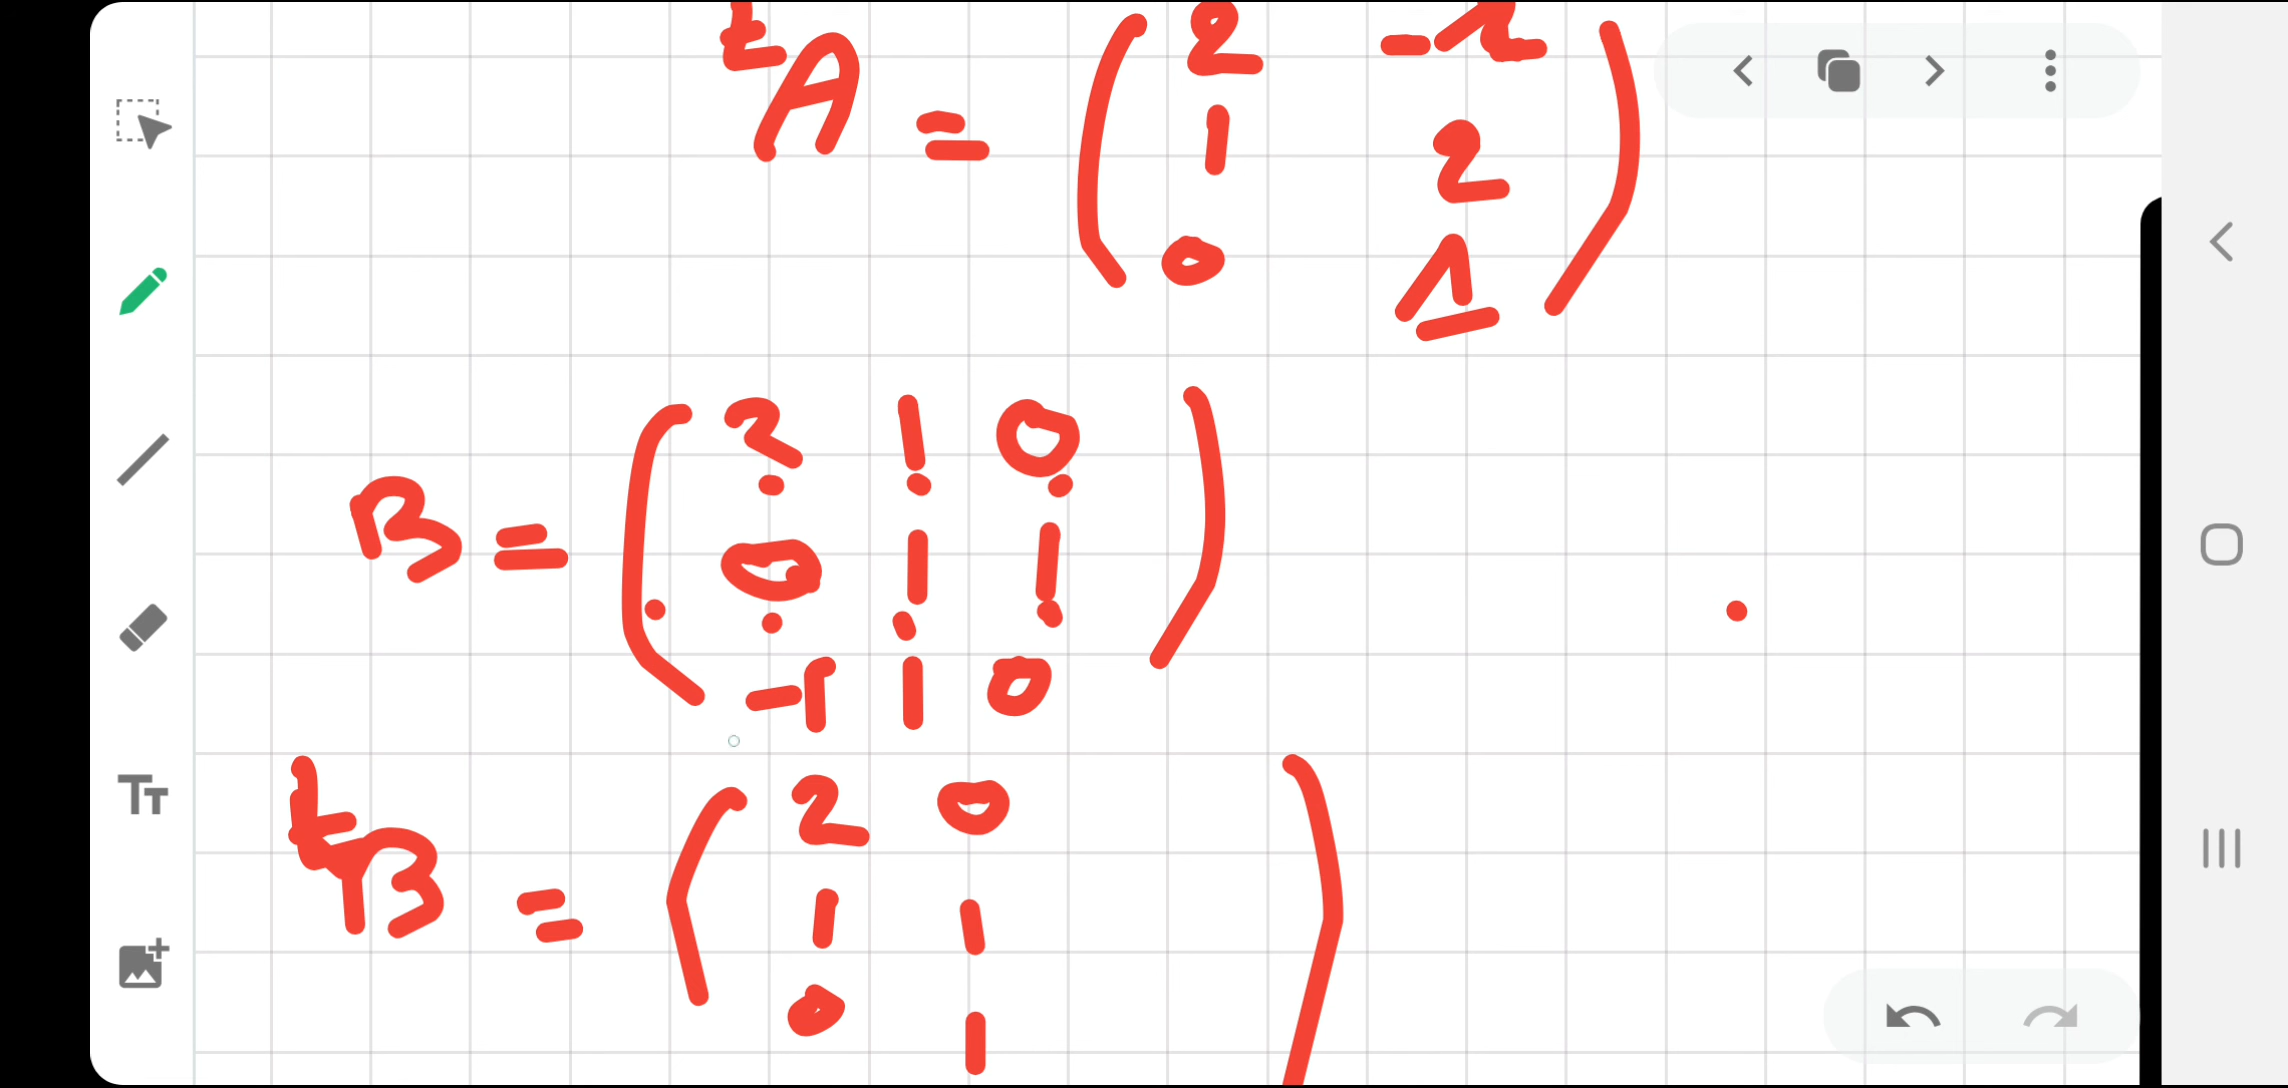 ᵗA = ( 2 -1
1 2
0 1 )
B = ( 2 1 0
0 1 1
-1 1 0 )
ᵗB = ( 2 0
1 1
0 1 )
Tт